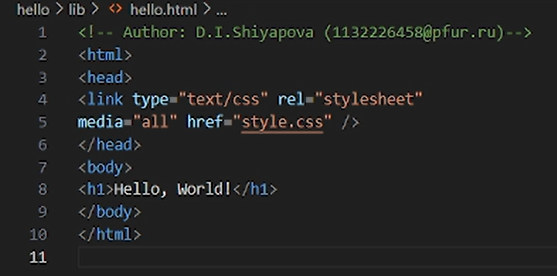 hello > lib > <> hello.html > ...
1 <!-- Author: D.I.Shiyapova (1132226458@pfur.ru)-->
2 <html>
3 <head>
4 <link type="text/css" rel="stylesheet"
5 media="all" href="style.css" />
6 </head>
7 <body>
8 <h1>Hello, World!</h1>
9 </body>
10 </html>
11